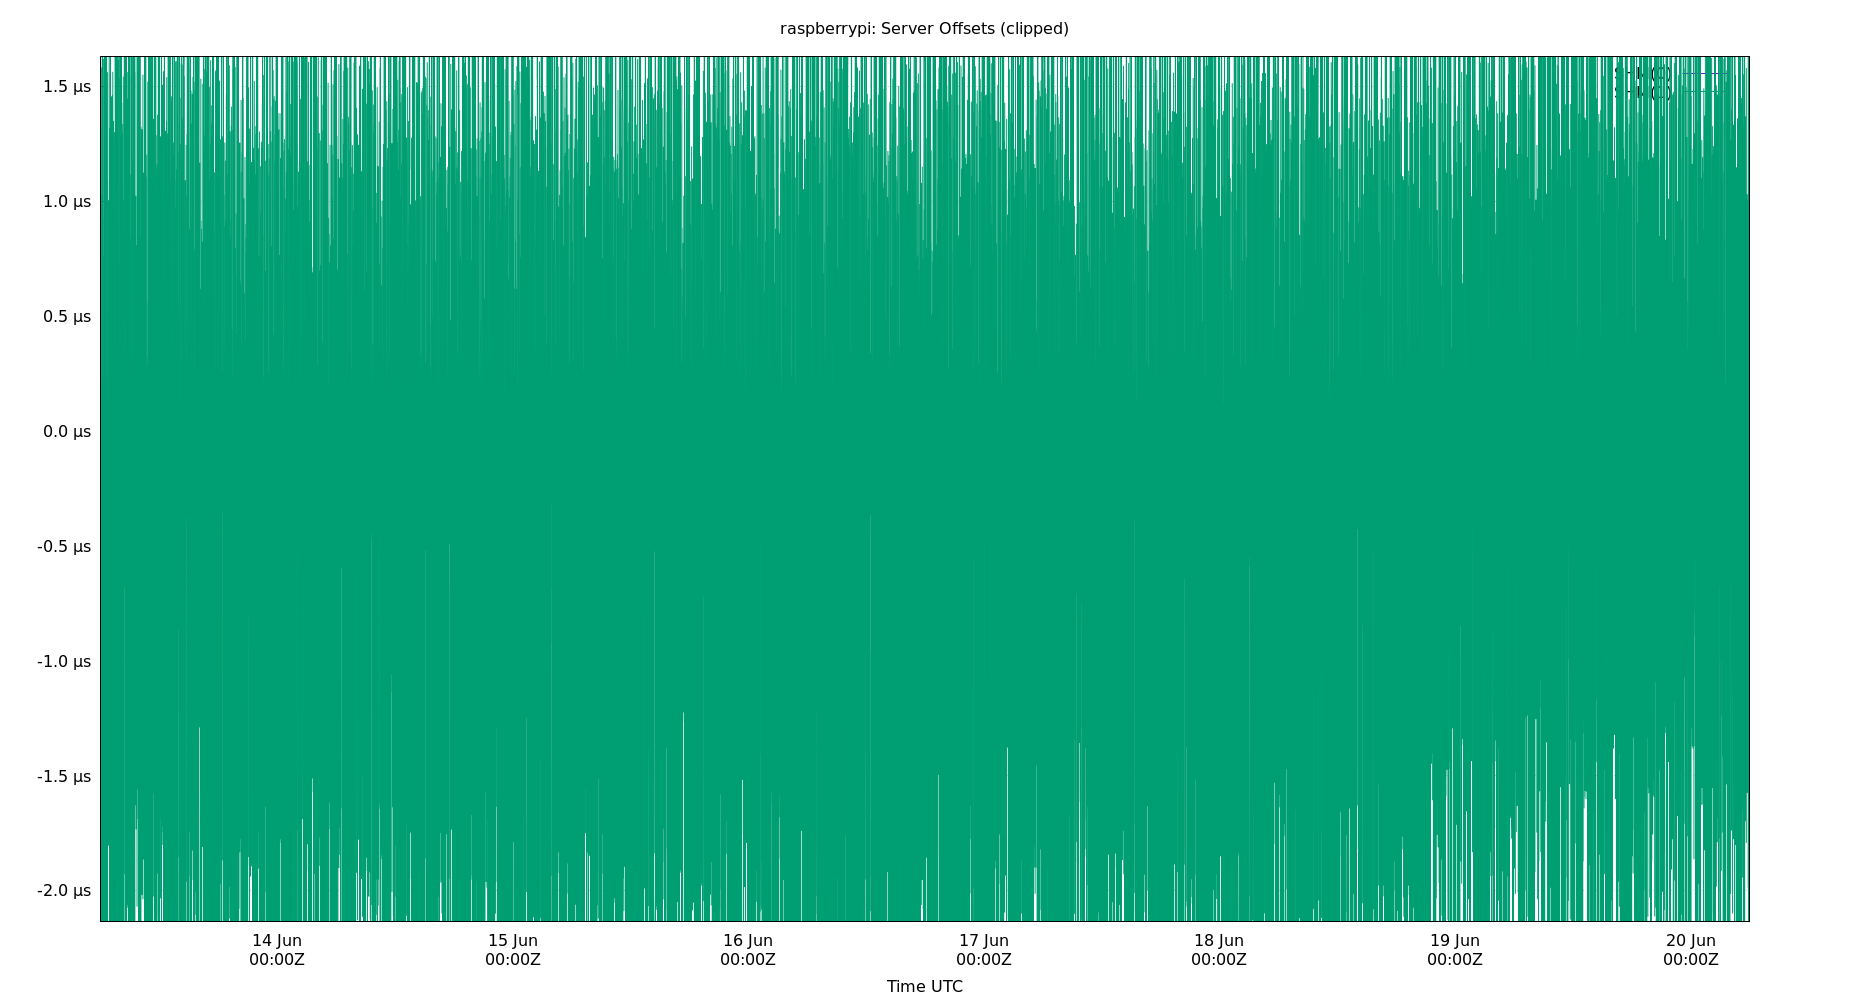 raspberrypi: Server Offsets (clipped)
1.5 µs
1.0 µs
0.5 µs
0.0 µs
-0.5 µs
-1.0 µs
-1.5 µs
-2.0 µs
14 Jun
00:00Z
15 Jun
00:00Z
16 Jun
00:00Z
17 Jun
00:00Z
18 Jun
00:00Z
19 Jun
00:00Z
20 Jun
00:00Z
Time UTC